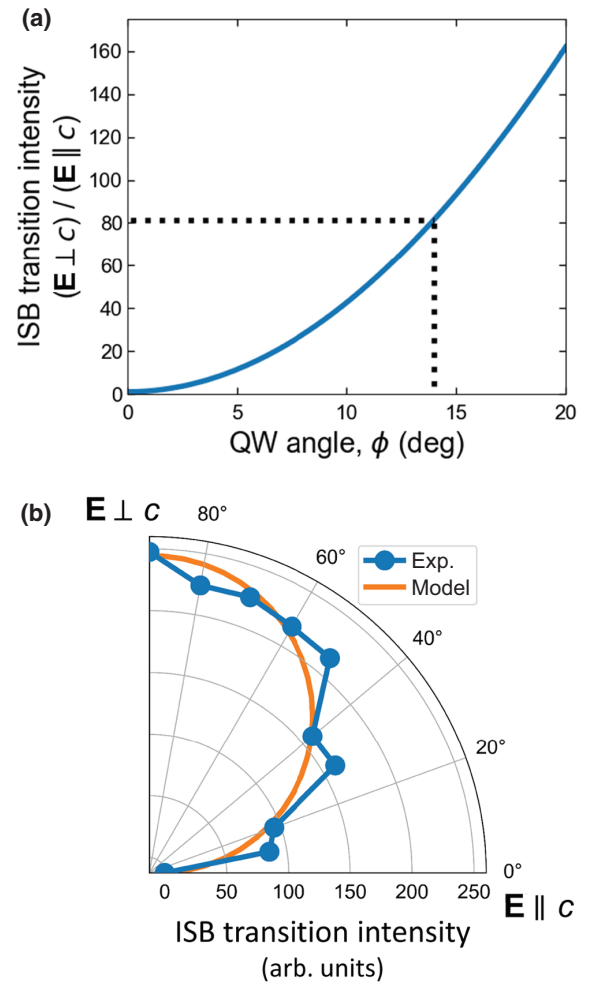 (a)
ISB transition intensity
(E ⊥ c) / (E ∥ c)
160
140
120
100
80
60
40
20
0
0 5 10 15 20
QW angle, ϕ (deg)
(b)
E ⊥ c
80°
60°
Exp.
Model
40°
20°
0°
0 50 100 150 200 250
E ∥ c
ISB transition intensity
(arb. units)